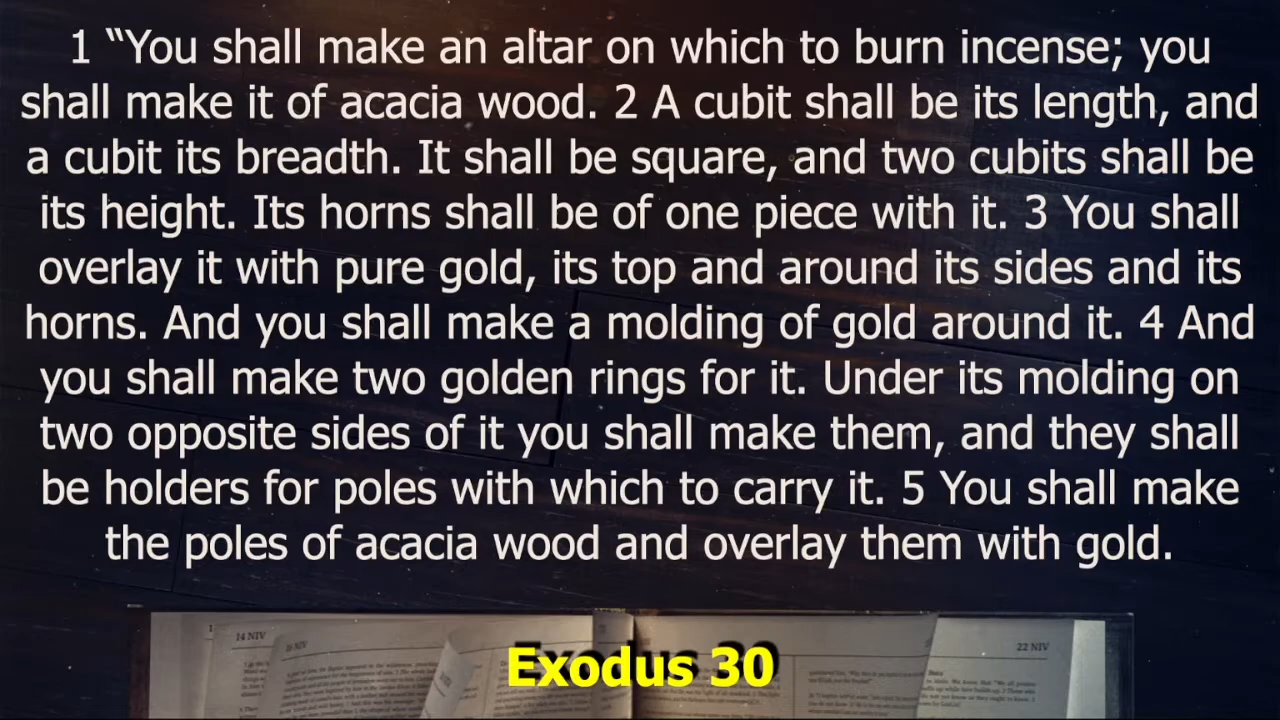 1 “You shall make an altar on which to burn incense; you
shall make it of acacia wood. 2 A cubit shall be its length, and
a cubit its breadth. It shall be square, and two cubits shall be
its height. Its horns shall be of one piece with it. 3 You shall
overlay it with pure gold, its top and around its sides and its
horns. And you shall make a molding of gold around it. 4 And
you shall make two golden rings for it. Under its molding on
two opposite sides of it you shall make them, and they shall
be holders for poles with which to carry it. 5 You shall make
the poles of acacia wood and overlay them with gold.
14 NIV
16 NIV
22 NIV
Exodus 30